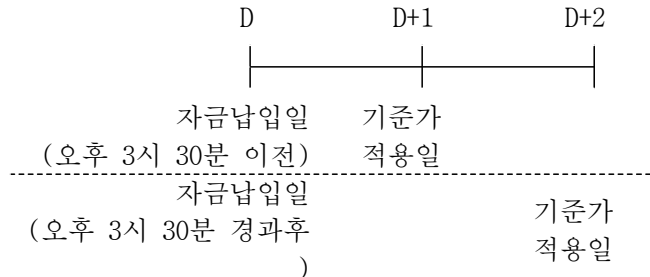 D D+1 D+2
자금납입일 기준가
(오후 3시 30분 이전) 적용일
자금납입일
(오후 3시 30분 경과후
)
기준가
적용일